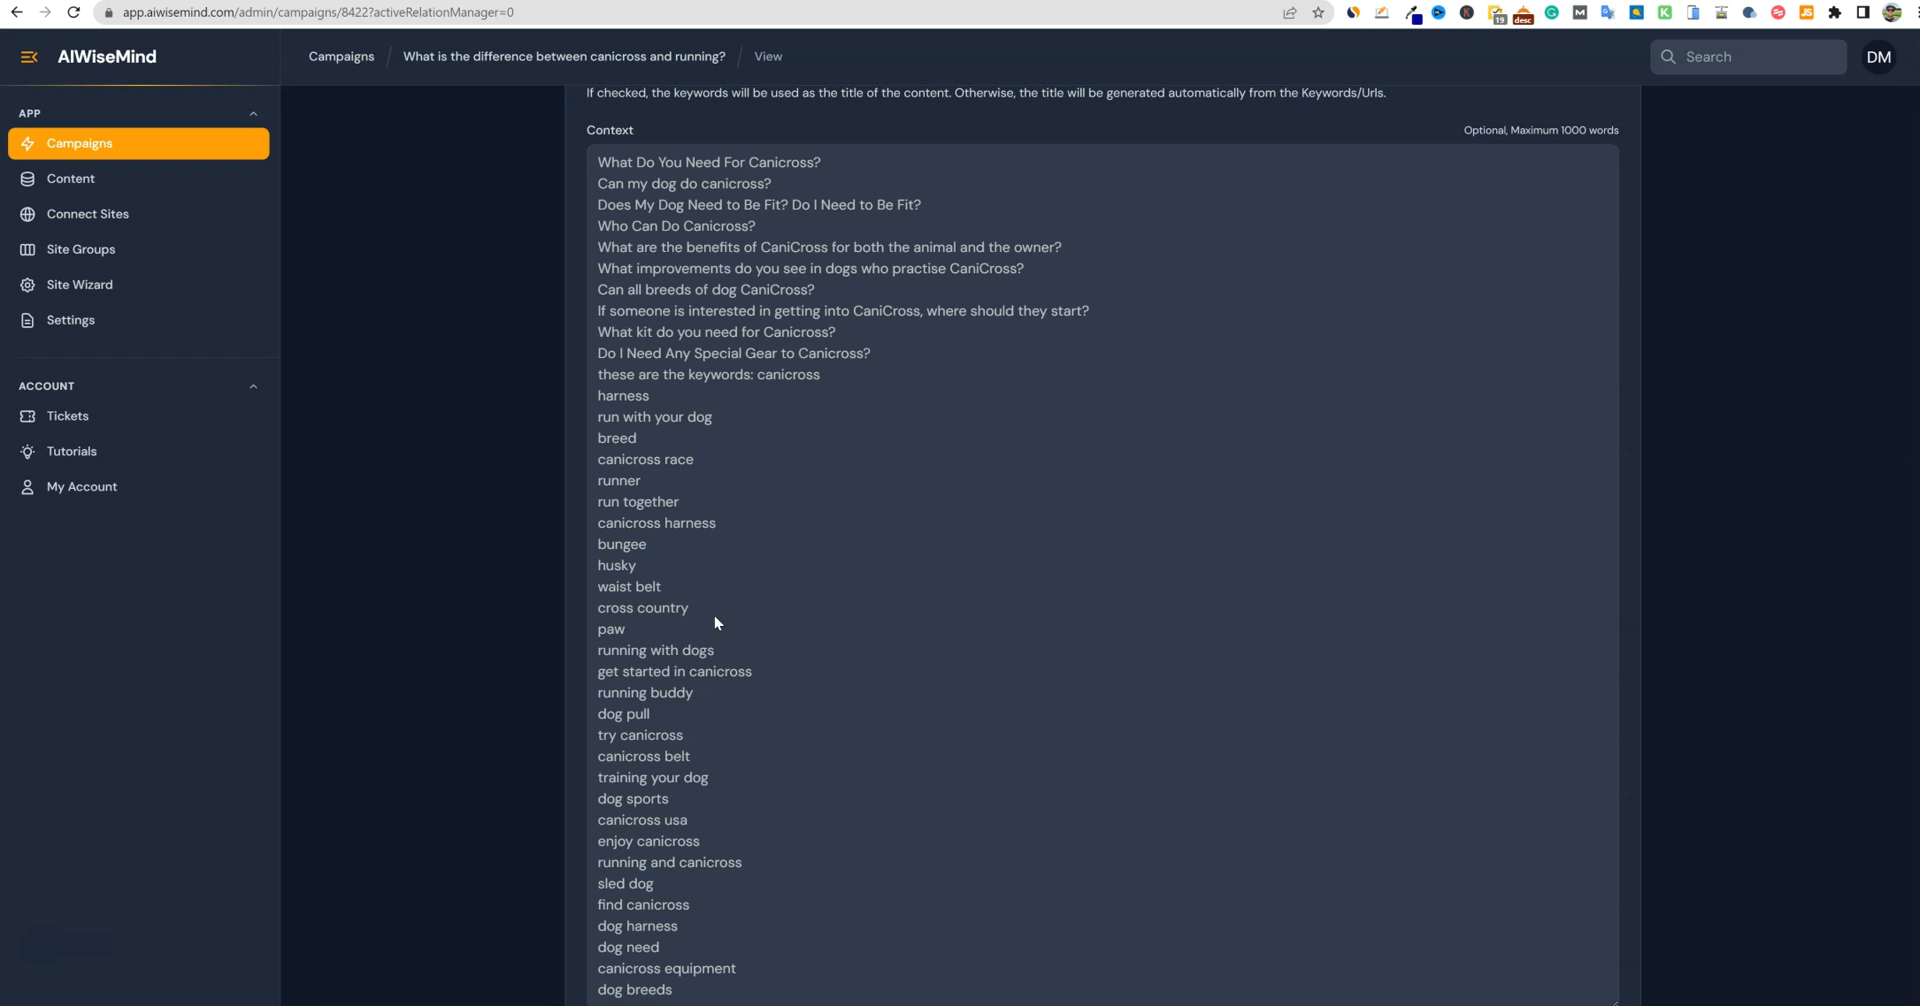 app.aiwisemind.com/admin/campaigns/8422?activeRelationManager=0
19
desc
AIWiseMind
Campaigns
What is the difference between canicross and running?
View
Search
DM
APP
Campaigns
Content
Connect Sites
Site Groups
Site Wizard
Settings
ACCOUNT
Tickets
Tutorials
My Account
If checked, the keywords will be used as the title of the content. Otherwise, the title will be generated automatically from the Keywords/Urls.
Context
Optional, Maximum 1000 words
What Do You Need For Canicross?
Can my dog do canicross?
Does My Dog Need to Be Fit? Do I Need to Be Fit?
Who Can Do Canicross?
What are the benefits of CaniCross for both the animal and the owner?
What improvements do you see in dogs who practise CaniCross?
Can all breeds of dog CaniCross?
If someone is interested in getting into CaniCross, where should they start?
What kit do you need for Canicross?
Do I Need Any Special Gear to Canicross?
these are the keywords: canicross
harness
run with your dog
breed
canicross race
runner
run together
canicross harness
bungee
husky
waist belt
cross country
paw
running with dogs
get started in canicross
running buddy
dog pull
try canicross
canicross belt
training your dog
dog sports
canicross usa
enjoy canicross
running and canicross
sled dog
find canicross
dog harness
dog need
canicross equipment
dog breeds